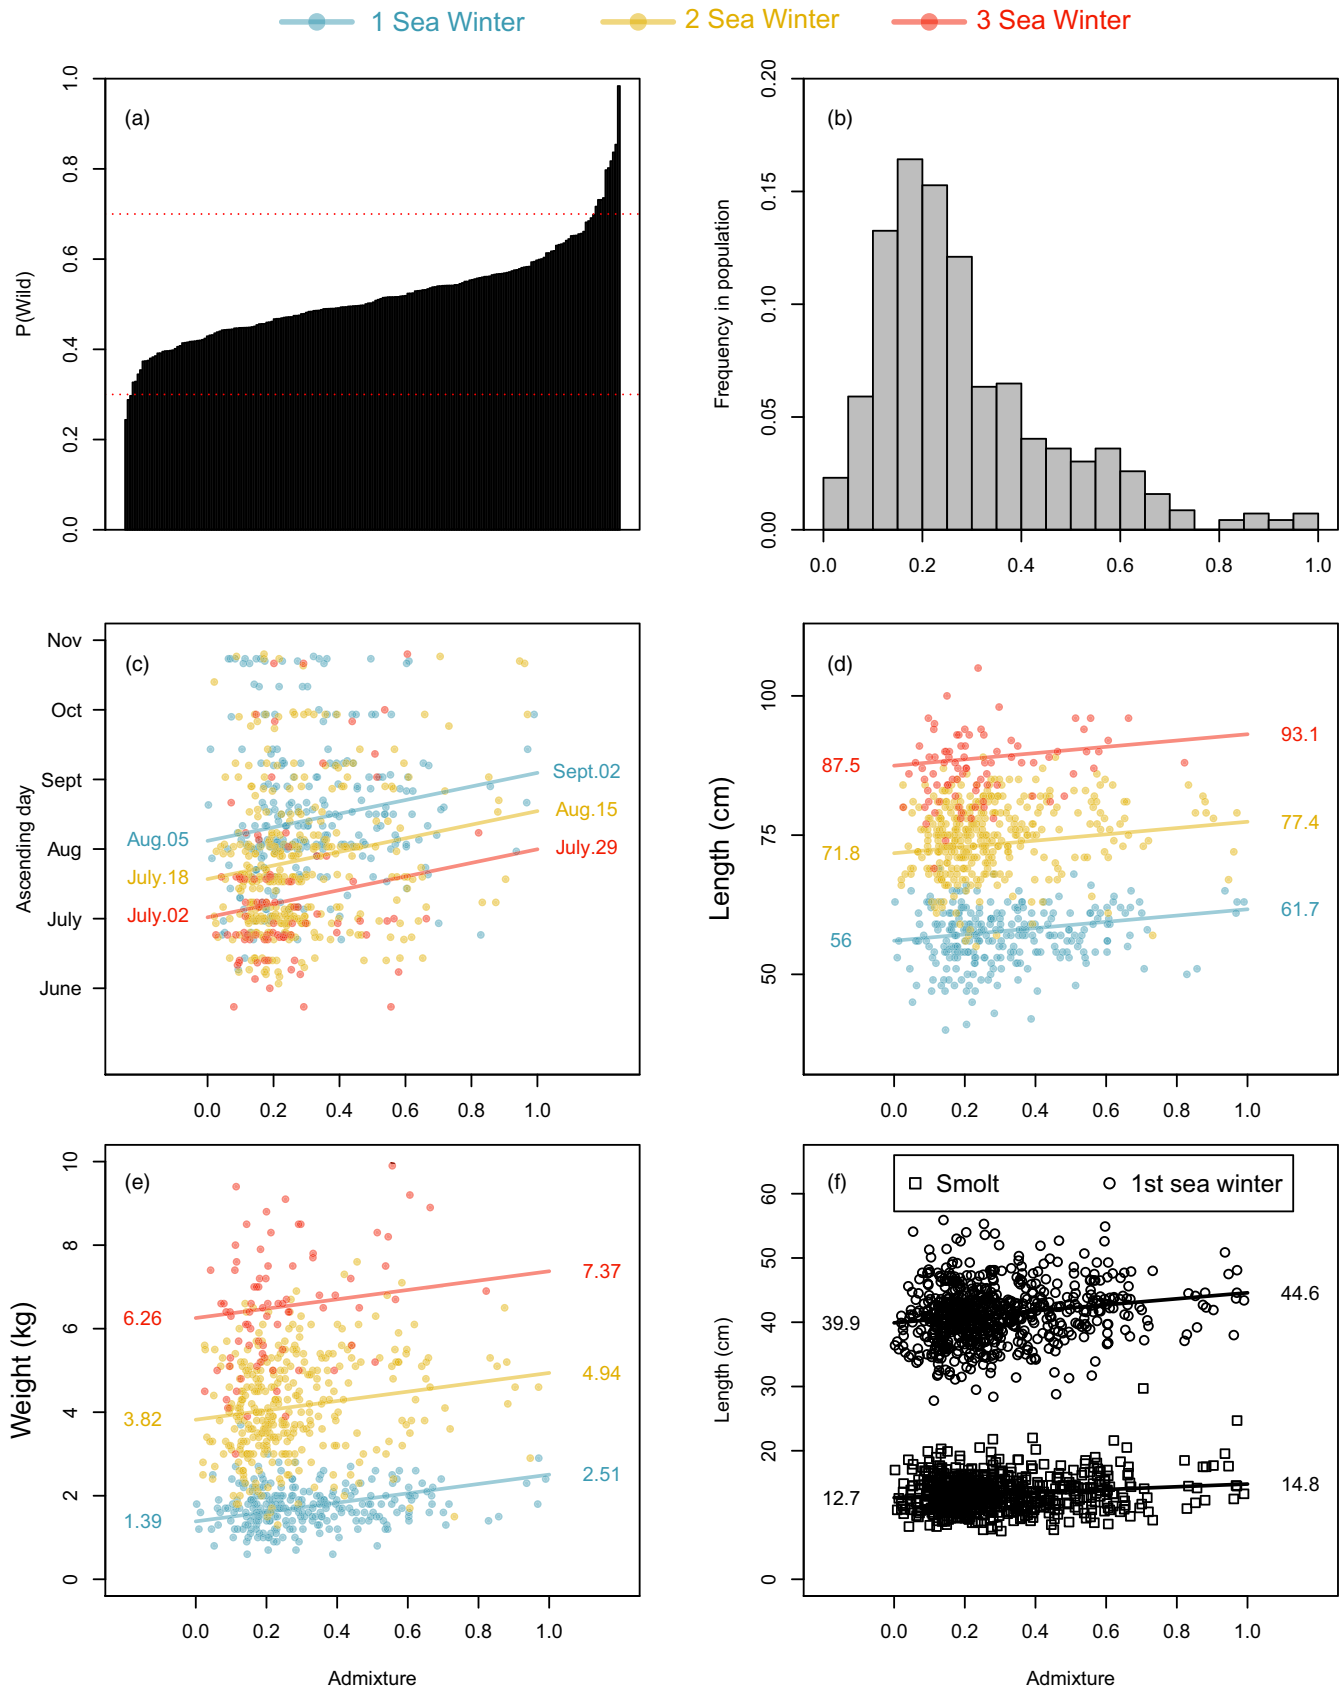 1 Sea Winter 2 Sea Winter 3 Sea Winter
(a)
P(Wild)
0.0 0.2 0.4 0.6 0.8 1.0
(b)
Frequency in population
0.00 0.05 0.10 0.15 0.20
0.0 0.2 0.4 0.6 0.8 1.0
(c)
Ascending day
Nov
Oct
Sept
Aug
July
June
Aug.05
July.18
July.02
Sept.02
Aug.15
July.29
0.0 0.2 0.4 0.6 0.8 1.0
(d)
Length (cm)
100
75
50
87.5
71.8
56
93.1
77.4
61.7
0.0 0.2 0.4 0.6 0.8 1.0
(e)
Weight (kg)
0 2 4 6 8 10
6.26
3.82
1.39
7.37
4.94
2.51
0.0 0.2 0.4 0.6 0.8 1.0
Admixture
(f)
Smolt 1st sea winter
Length (cm)
0 10 20 30 40 50 60
39.9
12.7
44.6
14.8
0.0 0.2 0.4 0.6 0.8 1.0
Admixture